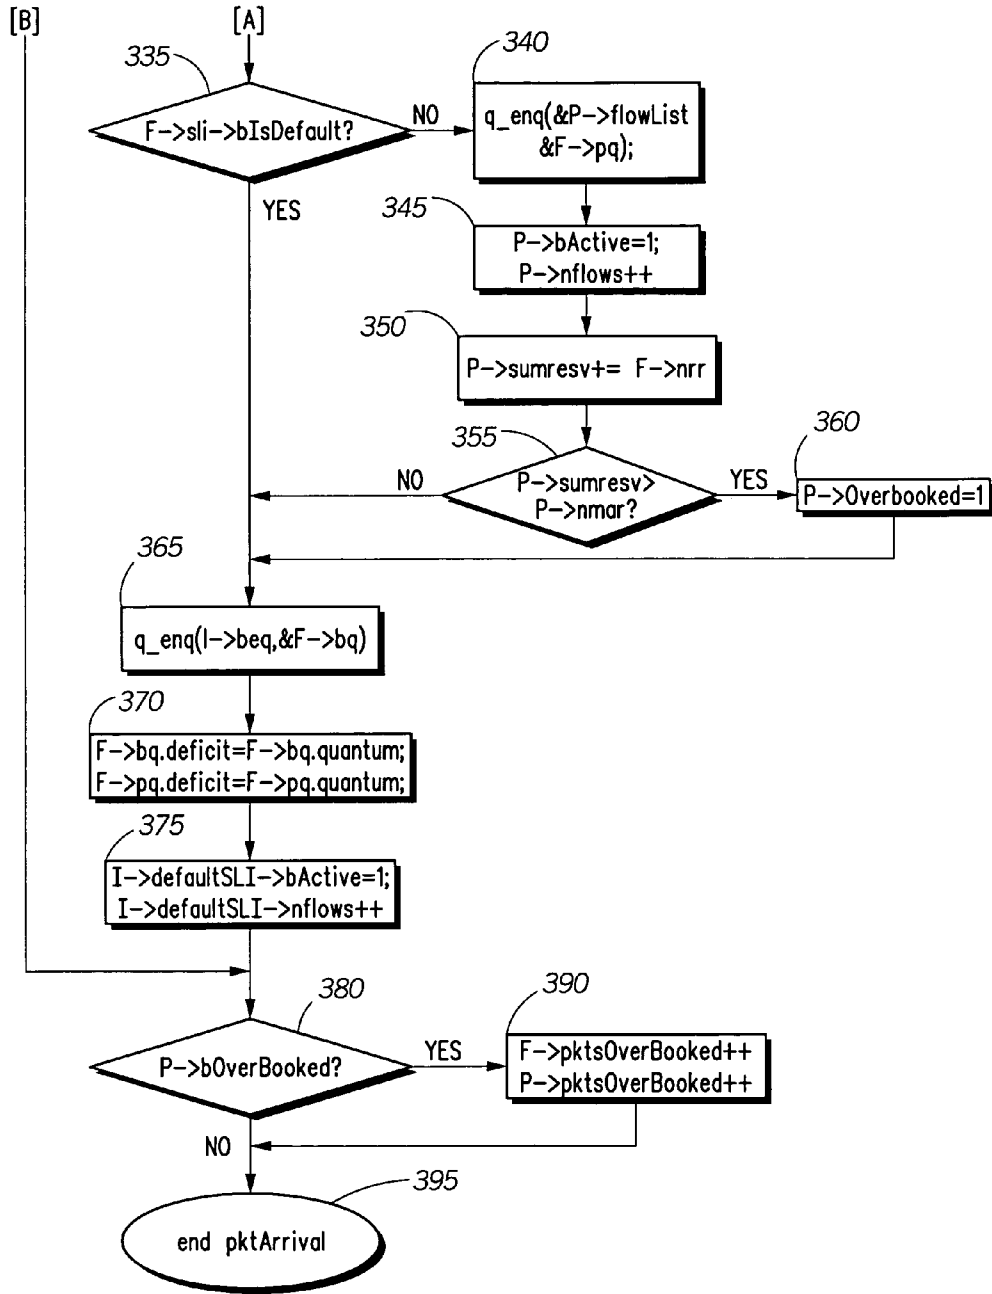 [B]
[A]
335
F->sli->bIsDefault?
NO
YES
340
q_enq(&P->flowList
&F->pq);
345
P->bActive=1;
P->nflows++
350
P->sumresv+= F->nrr
355
P->sumresv>
P->nmar?
NO
YES
360
P->Overbooked=1
365
q_enq(I->beq,&F->bq)
370
F->bq.deficit=F->bq.quantum;
F->pq.deficit=F->pq.quantum;
375
I->defaultSLI->bActive=1;
I->defaultSLI->nflows++
380
P->bOverBooked?
YES
NO
390
F->pktsOverBooked++
P->pktsOverBooked++
395
end pktArrival